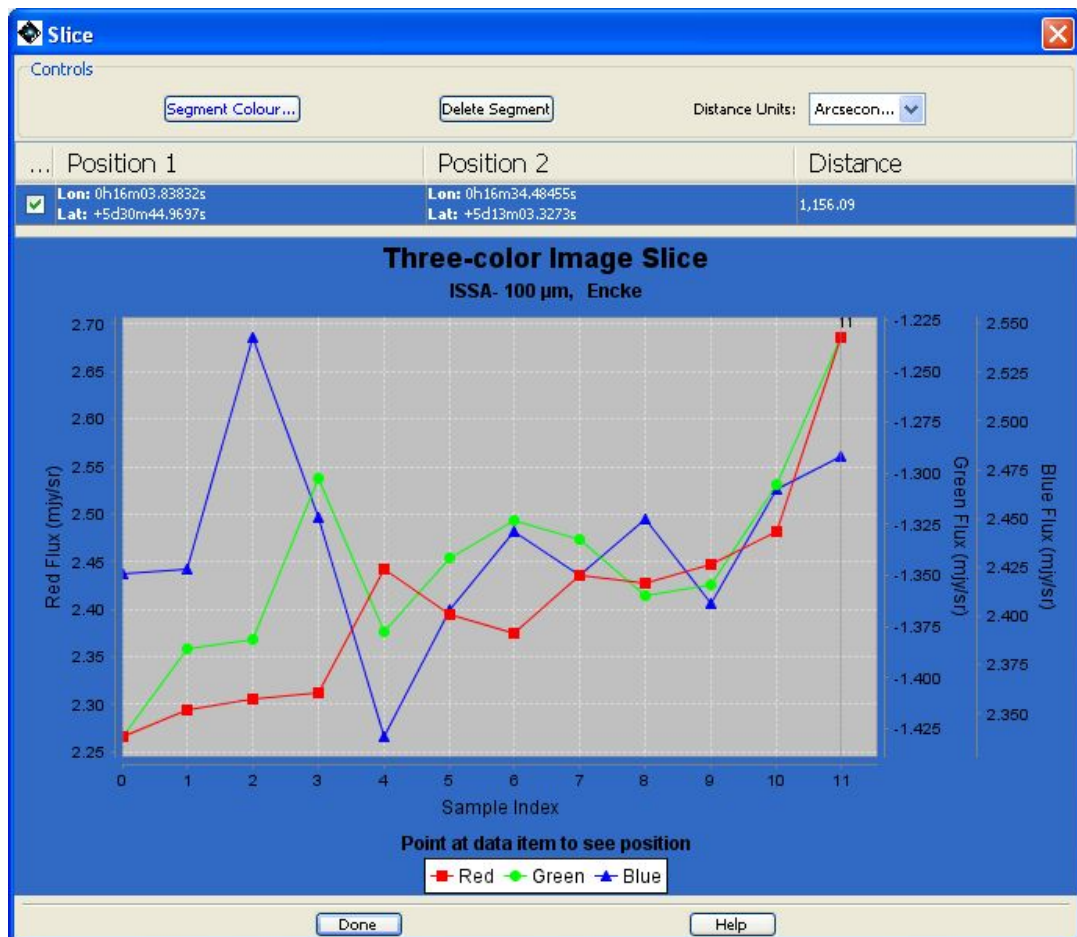 Slice
Controls
Segment Colour...
Delete Segment
Distance Units:
Arcsecon...
... Position 1 Position 2 Distance
Lon: 0h16m03.83832s Lon: 0h16m34.48455s
1,156.09
Lat: +5d30m44.9697s Lat: +5d13m03.3273s
Three-color Image Slice
ISSA- 100 µm, Encke
11
Red Flux (mjy/sr)
2.70
2.65
2.60
2.55
2.50
2.45
2.40
2.35
2.30
2.25
-1.225
-1.250
-1.275
-1.300
-1.325
-1.350
-1.375
-1.400
-1.425
Green Flux (mjy/sr)
2.550
2.525
2.500
2.475
2.450
2.425
2.400
2.375
2.350
Blue Flux (mjy/sr)
0 1 2 3 4 5 6 7 8 9 10 11
Sample Index
Point at data item to see position
Red Green Blue
Done Help